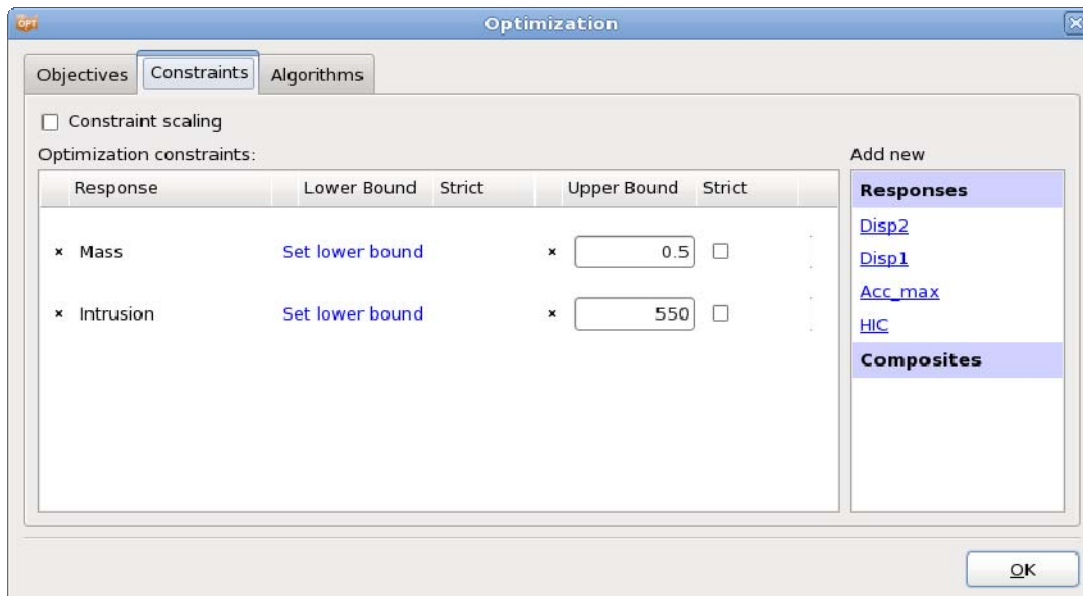 OPT Optimization
Objectives Constraints Algorithms
Constraint scaling
Optimization constraints:
Response Lower Bound Strict Upper Bound Strict
Mass Set lower bound 0.5
Intrusion Set lower bound 550
Add new
Responses
Disp2
Disp1
Acc_max
HIC
Composites
OK